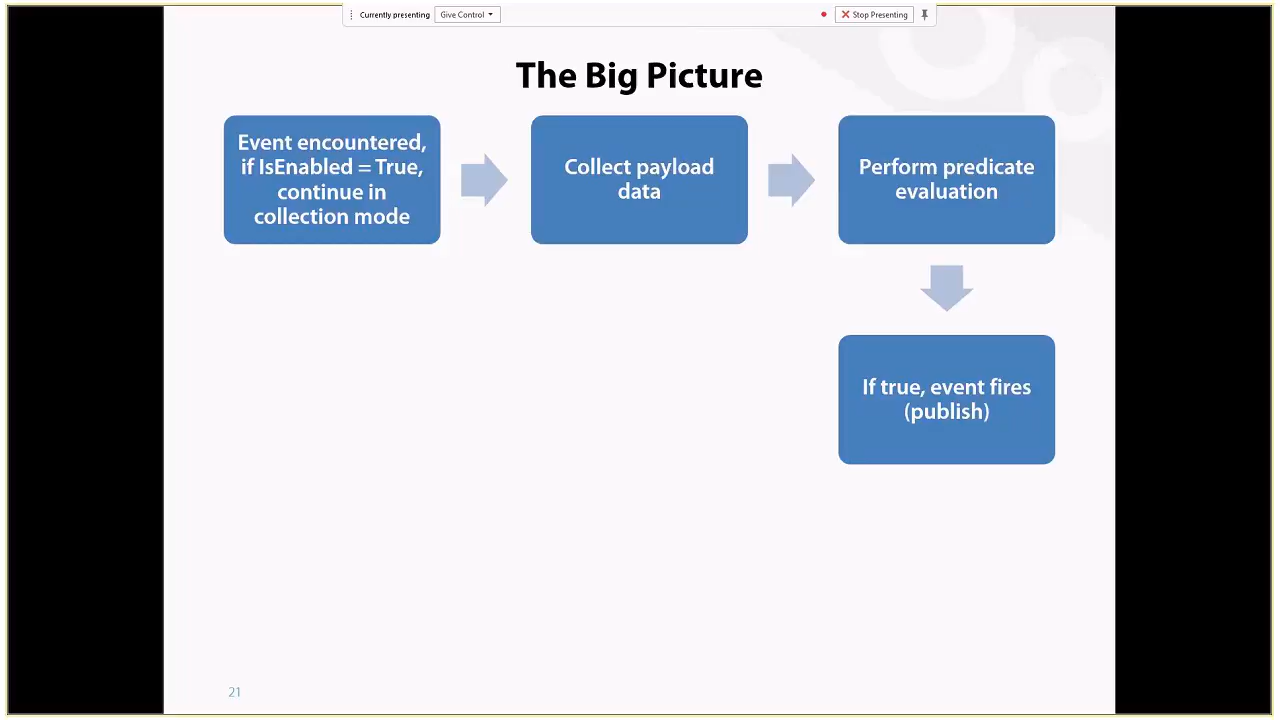 Currently presenting
Give Control
Stop Presenting
The Big Picture
Event encountered,
if IsEnabled = True,
continue in
collection mode
Collect payload
data
Perform predicate
evaluation
If true, event fires
(publish)
21